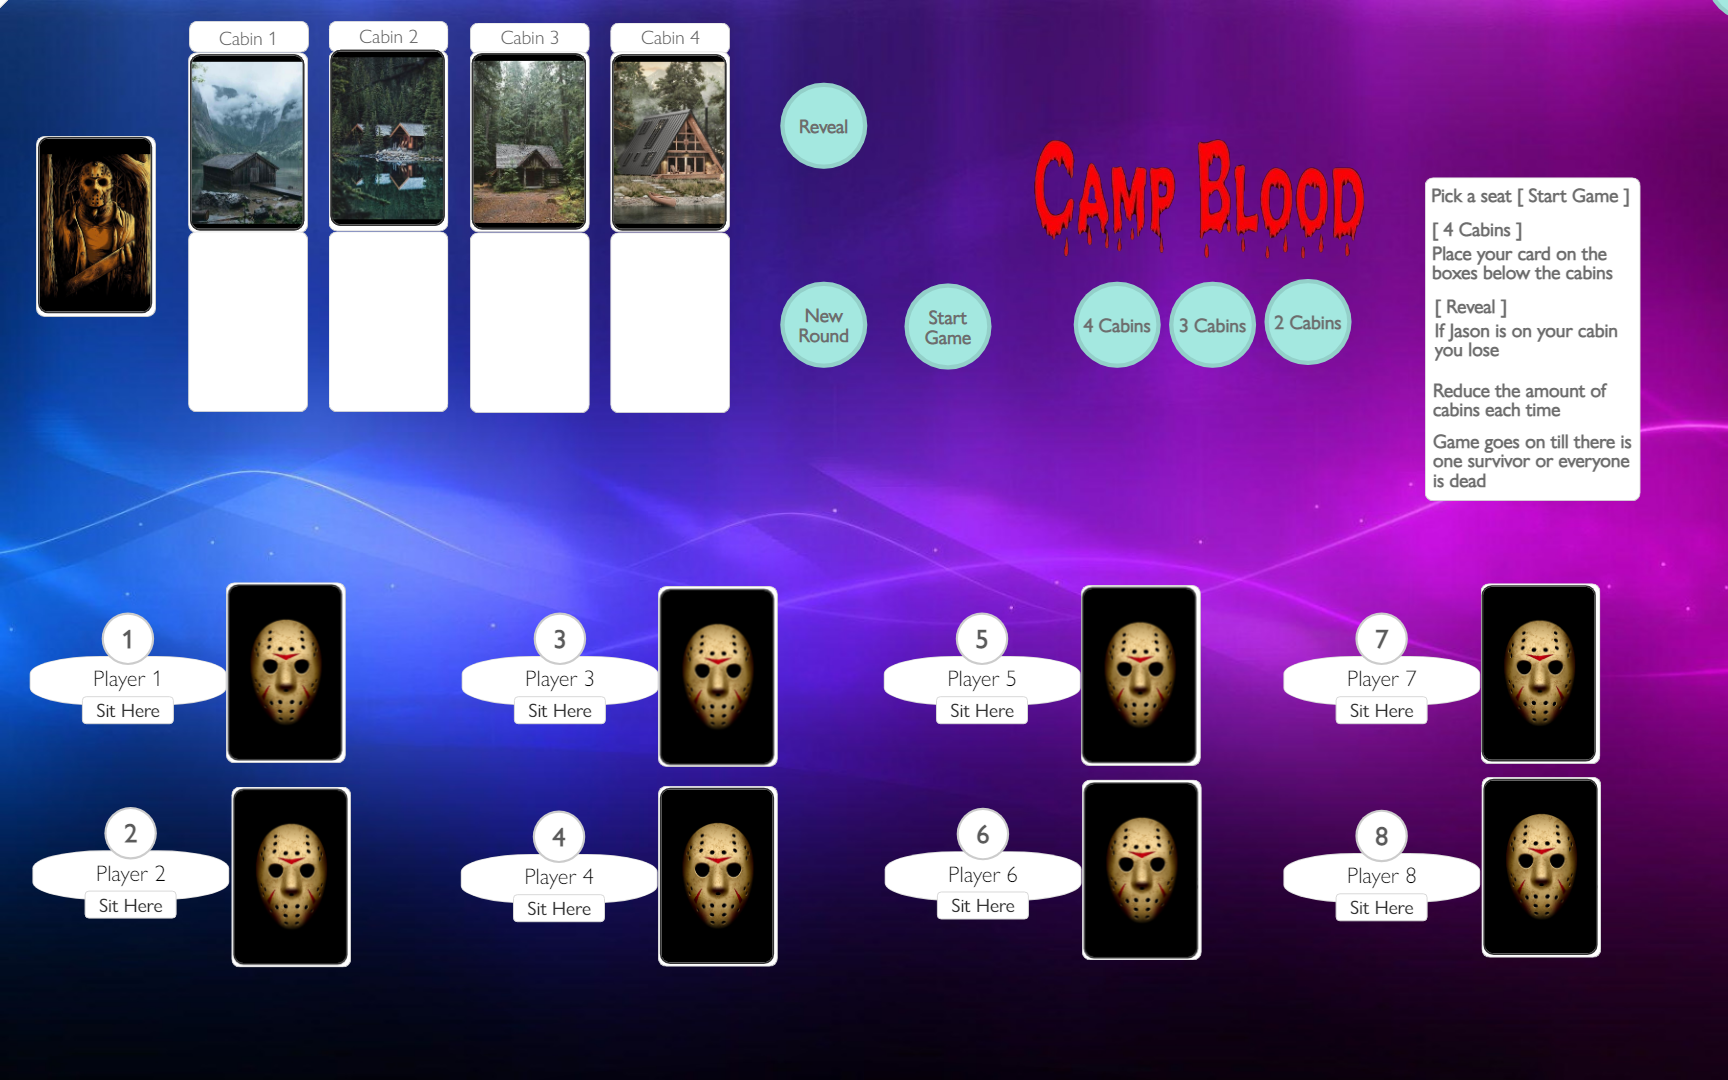 Cabin 1
Cabin 2
Cabin 3
Cabin 4
Reveal
CAMP BLOOD
New
Round
Start
Game
4 Cabins
3 Cabins
2 Cabins
Pick a seat [ Start Game ]
[ 4 Cabins ]
Place your card on the
boxes below the cabins
[ Reveal ]
If Jason is on your cabin
you lose
Reduce the amount of
cabins each time
Game goes on till there is
one survivor or everyone
is dead
1
Player 1
Sit Here
3
Player 3
Sit Here
5
Player 5
Sit Here
7
Player 7
Sit Here
2
Player 2
Sit Here
4
Player 4
Sit Here
6
Player 6
Sit Here
8
Player 8
Sit Here